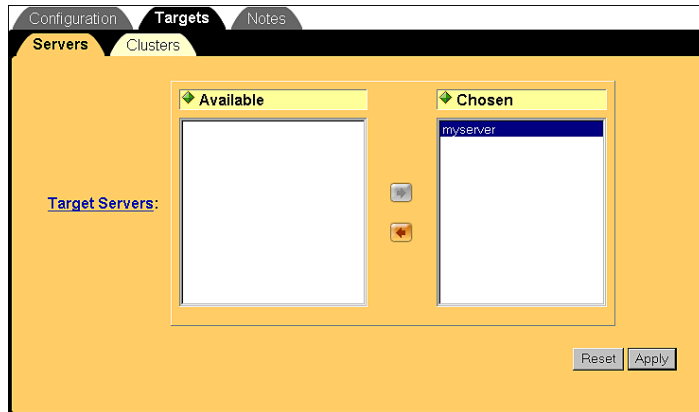 Configuration Targets Notes
Servers Clusters
Available Chosen
myserver
Target Servers:
Reset Apply